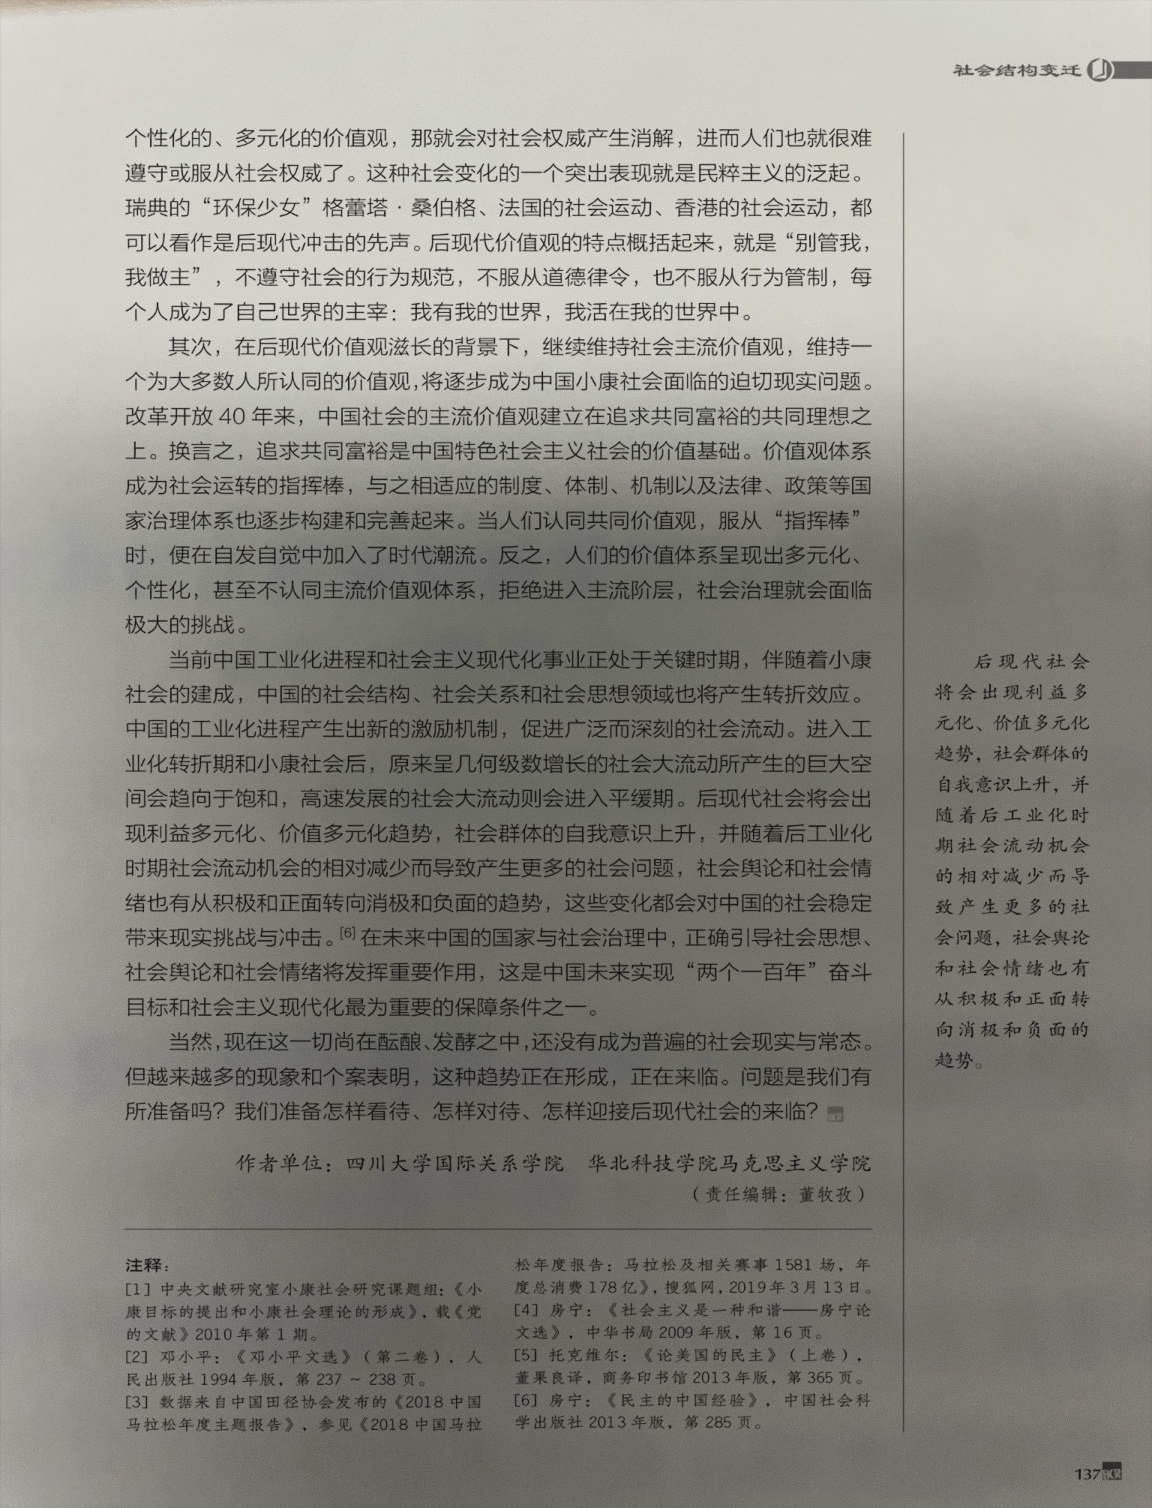 社会结构变迁
个性化的、多元化的价值观，那就会对社会权威产生消解，进而人们也就很难
遵守或服从社会权威了。这种社会变化的一个突出表现就是民粹主义的泛起。
瑞典的“环保少女”格蕾塔·桑伯格、法国的社会运动、香港的社会运动，都
可以看作是后现代冲击的先声。后现代价值观的特点概括起来，就是“别管我，
我做主”，不遵守社会的行为规范，不服从道德律令，也不服从行为管制，每
个人成为了自己世界的主宰：我有我的世界，我活在我的世界中。
其次，在后现代价值观滋长的背景下，继续维持社会主流价值观，维持一
个为大多数人所认同的价值观，将逐步成为中国小康社会面临的迫切现实问题。
改革开放 40 年来，中国社会的主流价值观建立在追求共同富裕的共同理想之
上。换言之，追求共同富裕是中国特色社会主义社会的价值基础。价值观体系
成为社会运转的指挥棒，与之相适应的制度、体制、机制以及法律、政策等国
家治理体系也逐步构建和完善起来。当人们认同共同价值观，服从“指挥棒”
时，便在自发自觉中加入了时代潮流。反之，人们的价值体系呈现出多元化、
个性化，甚至不认同主流价值观体系，拒绝进入主流阶层，社会治理就会面临
极大的挑战。
当前中国工业化进程和社会主义现代化事业正处于关键时期，伴随着小康
社会的建成，中国的社会结构、社会关系和社会思想领域也将产生转折效应。
中国的工业化进程产生出新的激励机制，促进广泛而深刻的社会流动。进入工
业化转折期和小康社会后，原来呈几何级数增长的社会大流动所产生的巨大空
间会趋向于饱和，高速发展的社会大流动则会进入平缓期。后现代社会将会出
现利益多元化、价值多元化趋势，社会群体的自我意识上升，并随着后工业化
时期社会流动机会的相对减少而导致产生更多的社会问题，社会舆论和社会情
绪也有从积极和正面转向消极和负面的趋势，这些变化都会对中国的社会稳定
带来现实挑战与冲击。[6] 在未来中国的国家与社会治理中，正确引导社会思想、
社会舆论和社会情绪将发挥重要作用，这是中国未来实现“两个一百年”奋斗
目标和社会主义现代化最为重要的保障条件之一。
当然，现在这一切尚在酝酿、发酵之中，还没有成为普遍的社会现实与常态。
但越来越多的现象和个案表明，这种趋势正在形成，正在来临。问题是我们有
所准备吗？我们准备怎样看待、怎样对待、怎样迎接后现代社会的来临？
作者单位：四川大学国际关系学院 华北科技学院马克思主义学院
（责任编辑：董牧孜）
后现代社会
将会出现利益多
元化、价值多元化
趋势，社会群体的
自我意识上升，并
随着后工业化时
期社会流动机会
的相对减少而导
致产生更多的社
会问题，社会舆论
和社会情绪也有
从积极和正面转
向消极和负面的
趋势。
注释：
[1] 中央文献研究室小康社会研究课题组：《小
康目标的提出和小康社会理论的形成》，载《党
的文献》2010 年第 1 期。
[2] 邓小平：《邓小平文选》（第二卷），人
民出版社 1994 年版，第 237 ~ 238 页。
[3] 数据来自中国田径协会发布的《2018 中国
马拉松年度主题报告》，参见《2018 中国马拉
松年度报告：马拉松及相关赛事 1581 场，年
度总消费 178 亿》，搜狐网，2019 年 3 月 13 日。
[4] 房宁：《社会主义是一种和谐——房宁论
文选》，中华书局 2009 年版，第 16 页。
[5] 托克维尔：《论美国的民主》（上卷），
董果良译，商务印书馆 2013 年版，第 365 页。
[6] 房宁：《民主的中国经验》，中国社会科
学出版社 2013 年版，第 285 页。
137